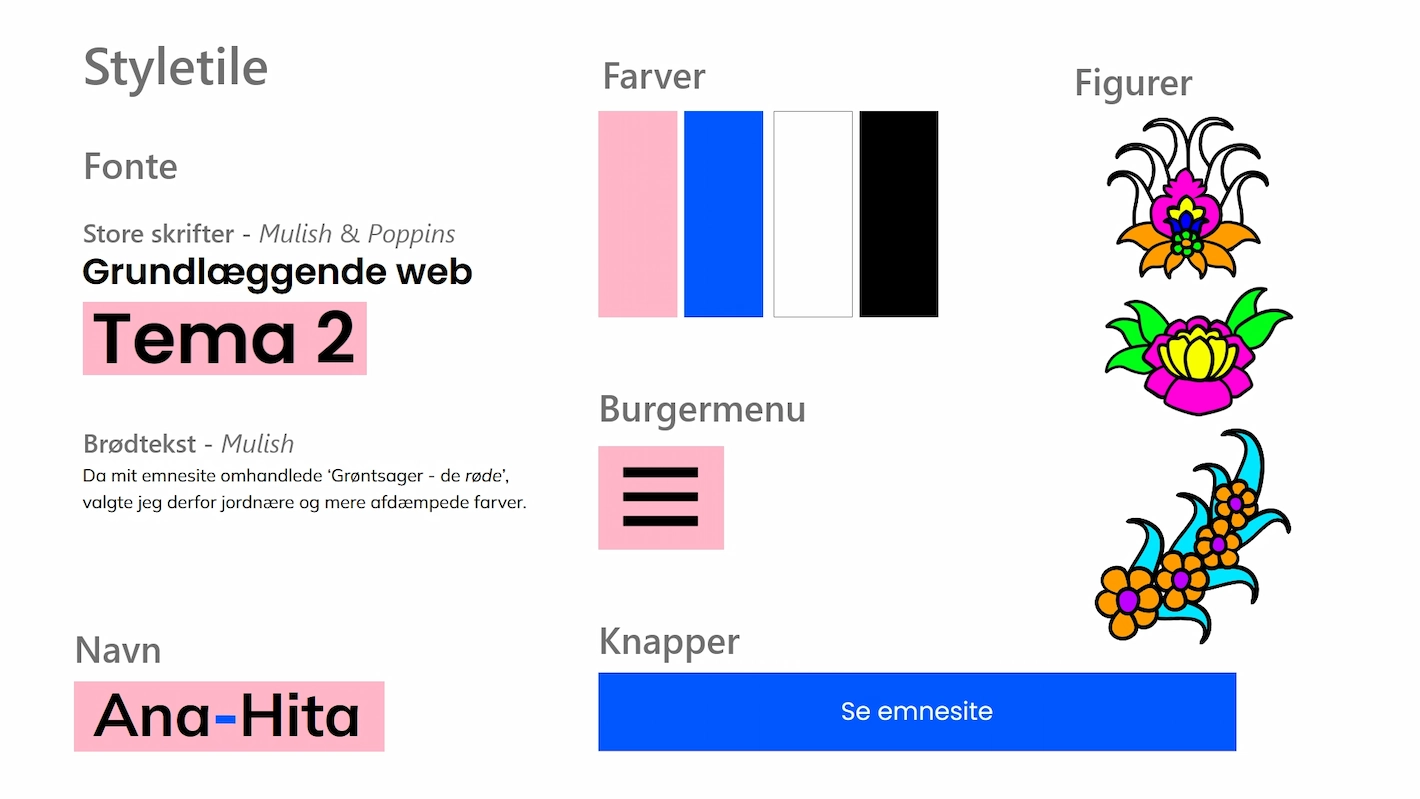 Styletile
Fonte
Store skrifter - Mulish & Poppins
Grundlæggende web
Tema 2
Brødtekst - Mulish
Da mit emnesite omhandlede ‘Grøntsager - de røde’,
valgte jeg derfor jordnære og mere afdæmpede farver.
Navn
Ana-Hita
Farver
Burgermenu
Knapper
Se emnesite
Figurer